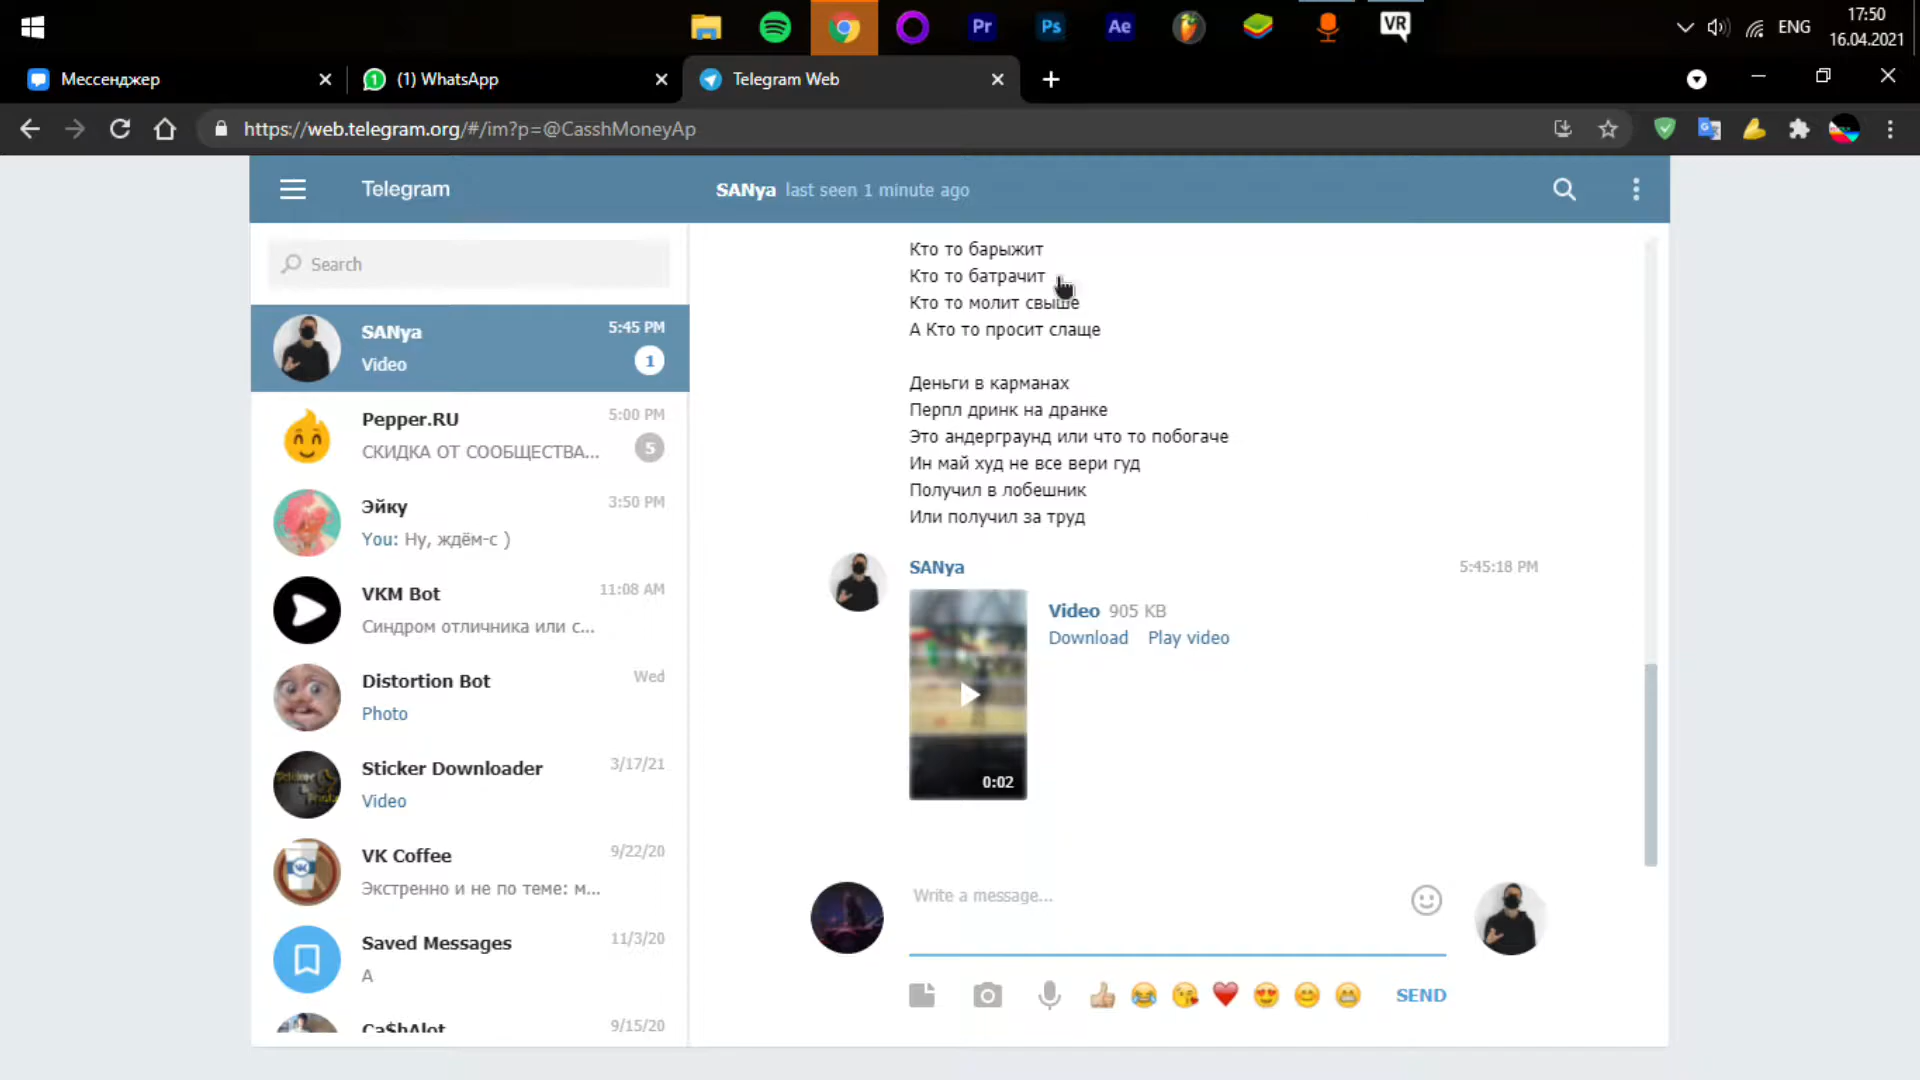 Pr
Ps
Ae
VR
ENG
17:50
16.04.2021
Мессенджер
(1) WhatsApp
Telegram Web
https://web.telegram.org/#/im?p=@CasshMoneyAp
Telegram
SANya last seen 1 minute ago
Search
SANya 5:45 PM
Video 1
Pepper.RU 5:00 PM
СКИДКА ОТ СООБЩЕСТВА... 5
Эйку 3:50 PM
You: Ну, ждём-с )
VKM Bot 11:08 AM
Синдром отличника или с...
Distortion Bot Wed
Photo
Sticker Downloader 3/17/21
Video
VK Coffee 9/22/20
Экстренно и не по теме: м...
Saved Messages 11/3/20
A
Ca$hAlot 9/15/20
Кто то барыжит
Кто то батрачит
Кто то молит свыше
А Кто то просит слаще
Деньги в карманах
Перпл дринк на дранке
Это андерграунд или что то побогаче
Ин май худ не все вери гуд
Получил в лобешник
Или получил за труд
SANya 5:45:18 PM
Video 905 KB
Download Play video
0:02
Write a message...
SEND